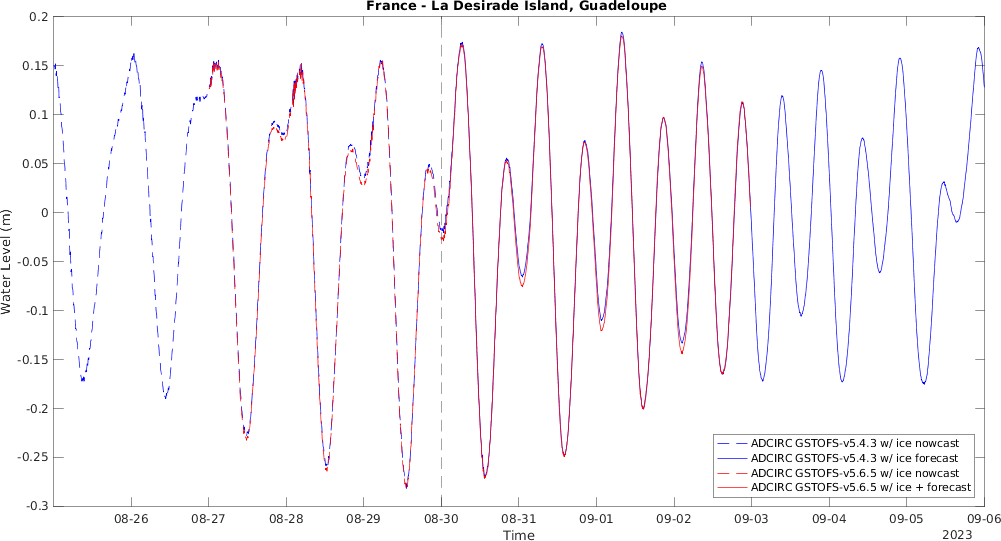 France - La Desirade Island, Guadeloupe
0.2
0.15
0.1
0.05
0
-0.05
-0.1
-0.15
-0.2
-0.25
-0.3
Water Level (m)
ADCIRC GSTOFS-v5.4.3 w/ ice nowcast
ADCIRC GSTOFS-v5.4.3 w/ ice forecast
ADCIRC GSTOFS-v5.6.5 w/ ice nowcast
ADCIRC GSTOFS-v5.6.5 w/ ice + forecast
08-26 08-27 08-28 08-29 08-30 08-31 09-01 09-02 09-03 09-04 09-05 09-06
Time
2023